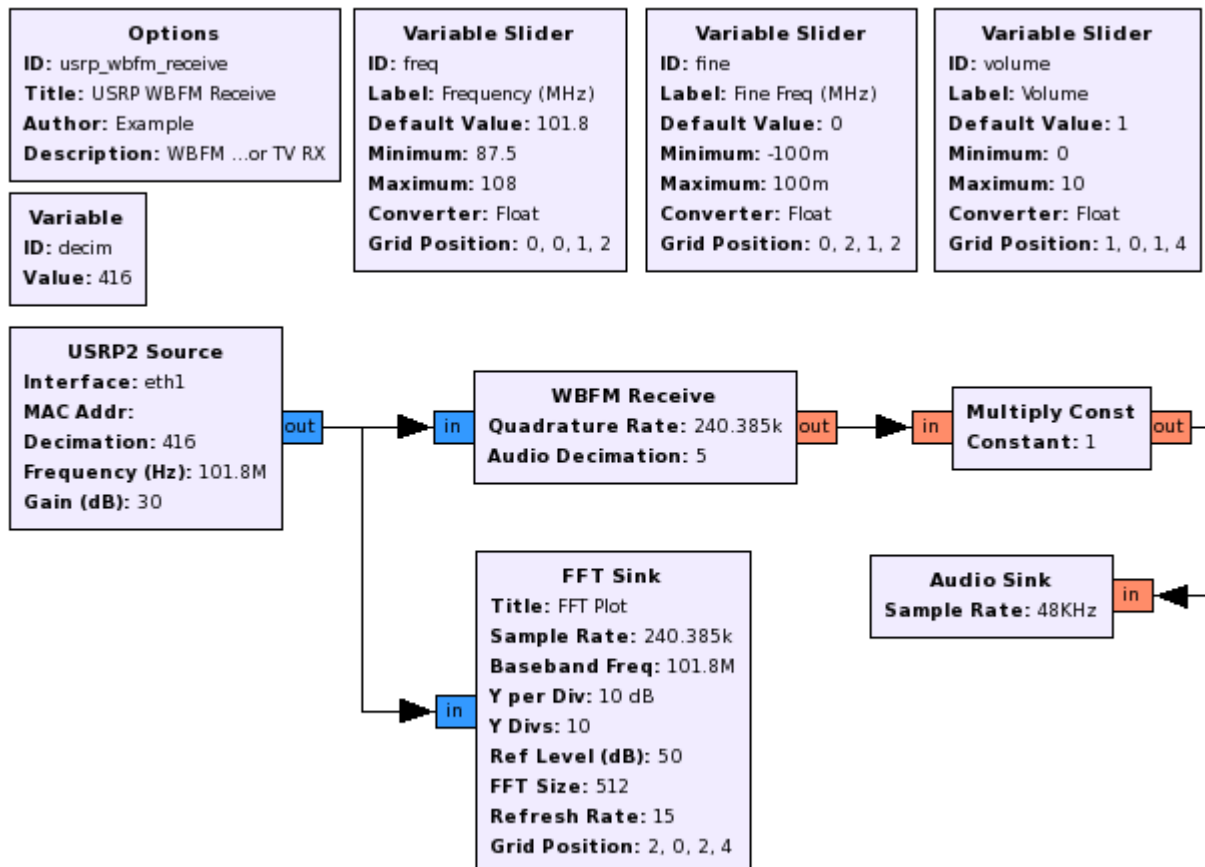 Options
ID: usrp_wbfm_receive
Title: USRP WBFM Receive
Author: Example
Description: WBFM ...or TV RX
Variable Slider
ID: freq
Label: Frequency (MHz)
Default Value: 101.8
Minimum: 87.5
Maximum: 108
Converter: Float
Grid Position: 0, 0, 1, 2
Variable Slider
ID: fine
Label: Fine Freq (MHz)
Default Value: 0
Minimum: -100m
Maximum: 100m
Converter: Float
Grid Position: 0, 2, 1, 2
Variable Slider
ID: volume
Label: Volume
Default Value: 1
Minimum: 0
Maximum: 10
Converter: Float
Grid Position: 1, 0, 1, 4
Variable
ID: decim
Value: 416
USRP2 Source
Interface: eth1
MAC Addr:
Decimation: 416
Frequency (Hz): 101.8M
Gain (dB): 30
out
in
WBFM Receive
Quadrature Rate: 240.385k
Audio Decimation: 5
out
in
Multiply Const
Constant: 1
out
in
FFT Sink
Title: FFT Plot
Sample Rate: 240.385k
Baseband Freq: 101.8M
Y per Div: 10 dB
Y Divs: 10
Ref Level (dB): 50
FFT Size: 512
Refresh Rate: 15
Grid Position: 2, 0, 2, 4
Audio Sink
Sample Rate: 48KHz
in